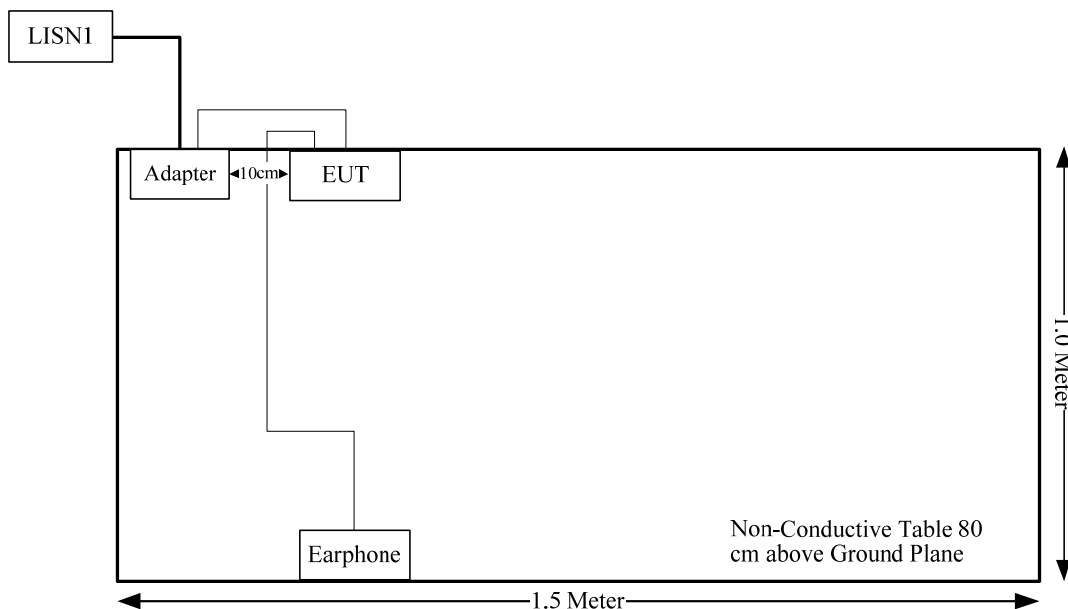 LISN1
Adapter
10cm
EUT
1.0 Meter
Earphone
Non-Conductive Table 80
cm above Ground Plane
1.5 Meter